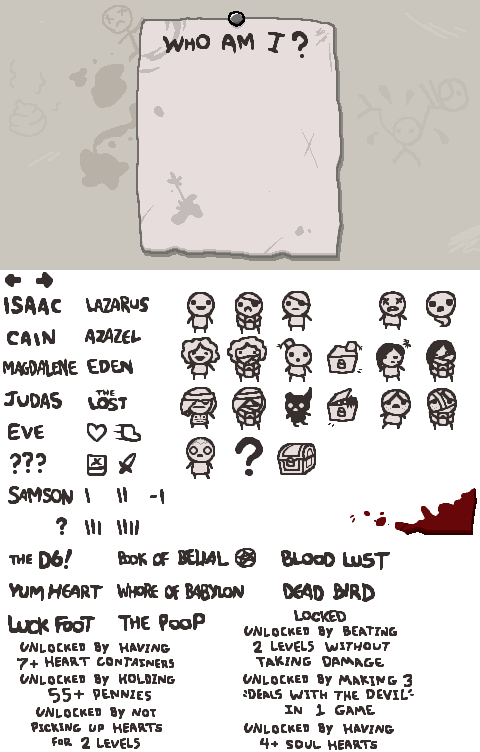 WHO AM I?
ISAAC LAZARUS
CAIN AZAZEL
MAGDALENE EDEN
JUDAS THE LOST
EVE
???
?
SAMSON I II -I
? III IIII
THE D6! BOOK OF BELIAL BLOOD LUST
YUM HEART WHORE OF BABYLON DEAD BIRD
LUCK FOOT THE POOP
LOCKED
UNLOCKED BY HAVING
7+ HEART CONTAINERS
UNLOCKED BY HOLDING
55+ PENNIES
UNLOCKED BY NOT
PICKING UP HEARTS
FOR 2 LEVELS
UNLOCKED BY BEATING
2 LEVELS WITHOUT
TAKING DAMAGE
UNLOCKED BY MAKING 3
"DEALS WITH THE DEVIL"
IN 1 GAME
UNLOCKED BY HAVING
4+ SOUL HEARTS